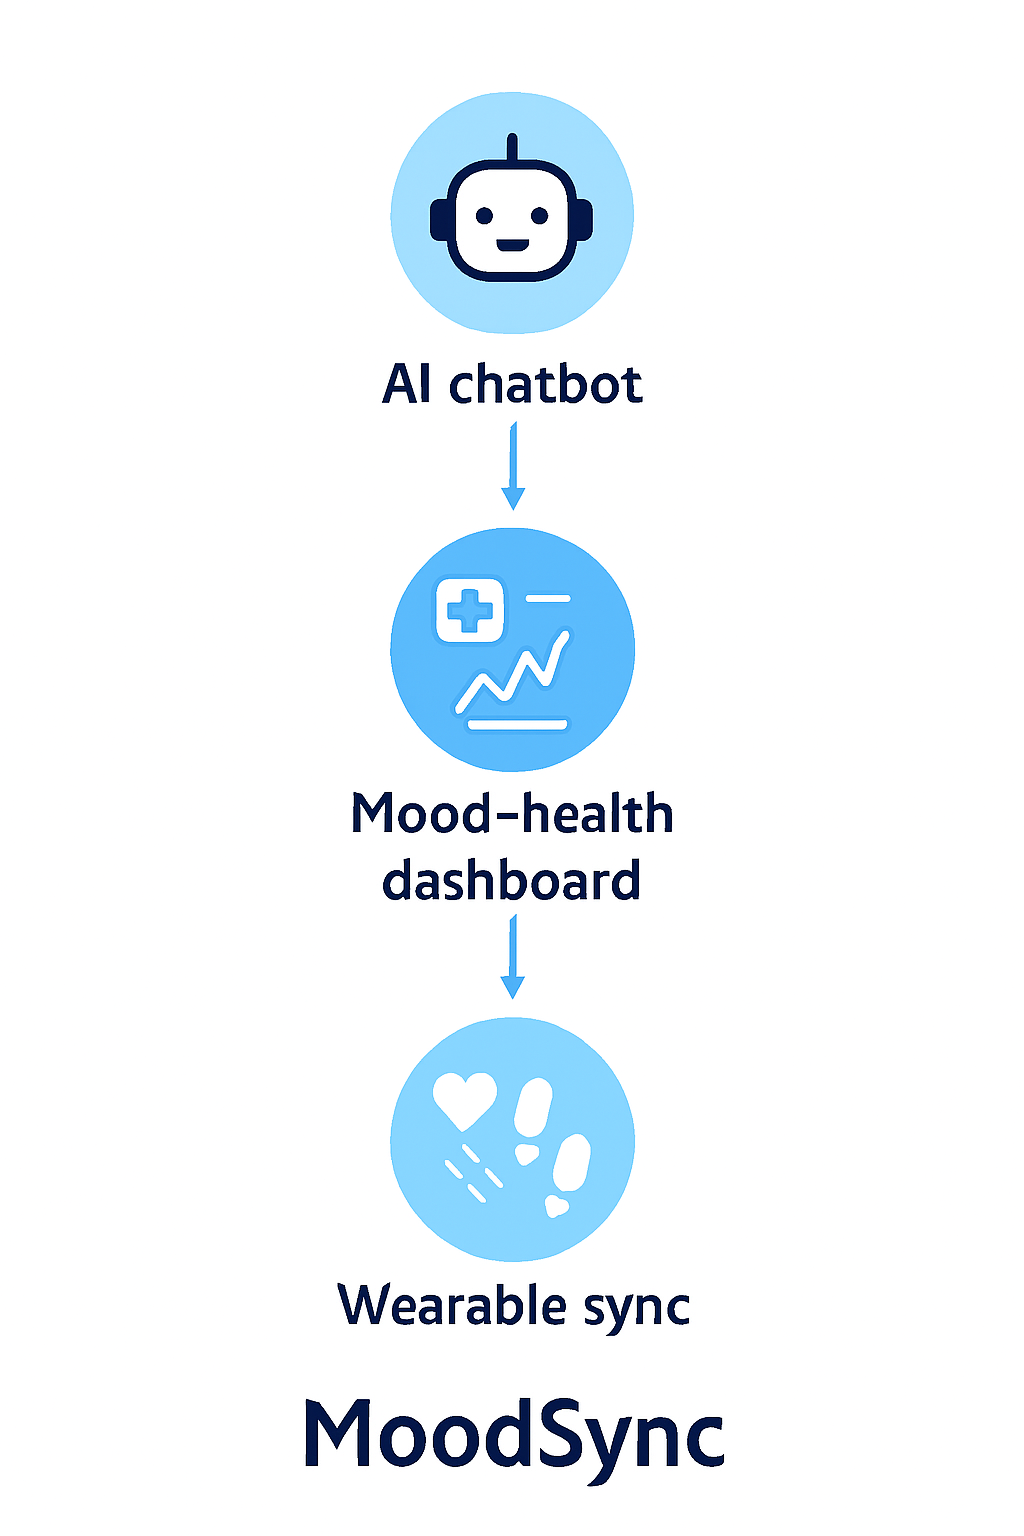 AI chatbot
Mood-health
dashboard
Wearable sync
MoodSync